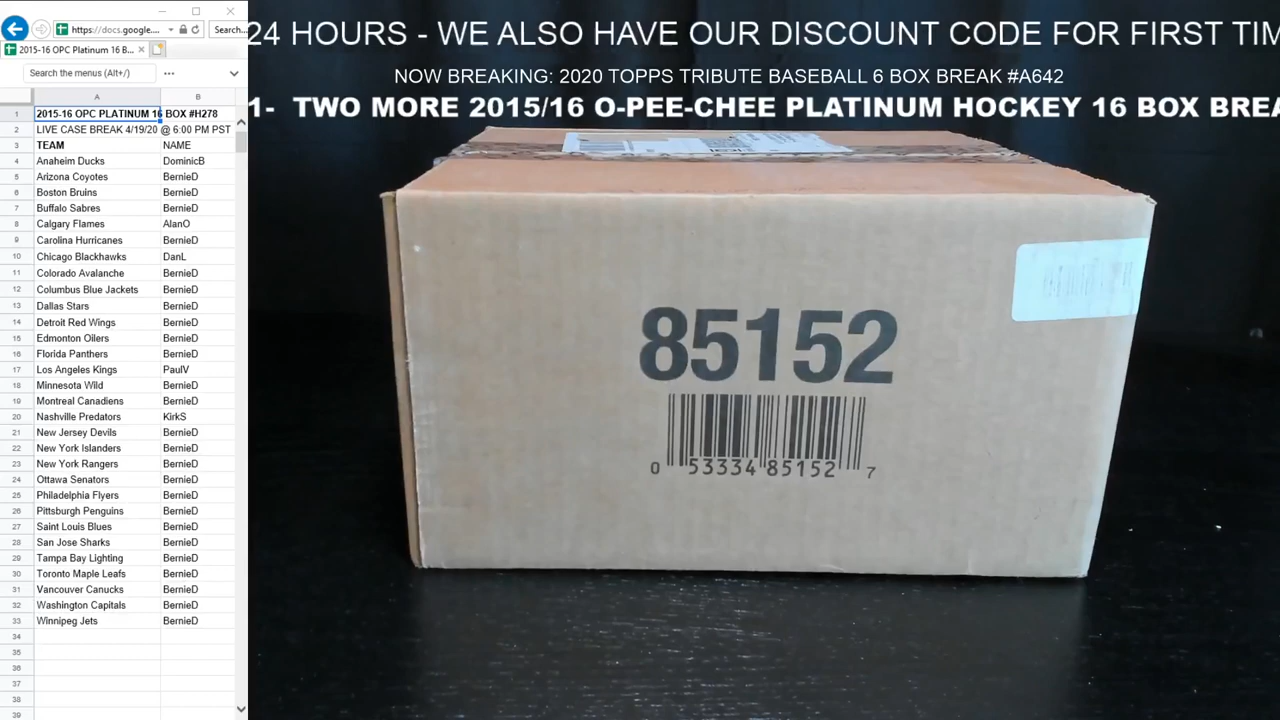 https://docs.google....
Search...
2015-16 OPC Platinum 16 B...
Search the menus (Alt+/)
A B
1 2015-16 OPC PLATINUM 16 BOX #H278
2 LIVE CASE BREAK 4/19/20 @ 6:00 PM PST
3 TEAM NAME
4 Anaheim Ducks DominicB
5 Arizona Coyotes BernieD
6 Boston Bruins BernieD
7 Buffalo Sabres BernieD
8 Calgary Flames AlanO
9 Carolina Hurricanes BernieD
10 Chicago Blackhawks DanL
11 Colorado Avalanche BernieD
12 Columbus Blue Jackets BernieD
13 Dallas Stars BernieD
14 Detroit Red Wings BernieD
15 Edmonton Oilers BernieD
16 Florida Panthers BernieD
17 Los Angeles Kings PaulV
18 Minnesota Wild BernieD
19 Montreal Canadiens BernieD
20 Nashville Predators KirkS
21 New Jersey Devils BernieD
22 New York Islanders BernieD
23 New York Rangers BernieD
24 Ottawa Senators BernieD
25 Philadelphia Flyers BernieD
26 Pittsburgh Penguins BernieD
27 Saint Louis Blues BernieD
28 San Jose Sharks BernieD
29 Tampa Bay Lighting BernieD
30 Toronto Maple Leafs BernieD
31 Vancouver Canucks BernieD
32 Washington Capitals BernieD
33 Winnipeg Jets BernieD
34
35
36
37
38
39
24 HOURS - WE ALSO HAVE OUR DISCOUNT CODE FOR FIRST TIM
NOW BREAKING: 2020 TOPPS TRIBUTE BASEBALL 6 BOX BREAK #A642
1- TWO MORE 2015/16 O-PEE-CHEE PLATINUM HOCKEY 16 BOX BREA
85152
0 53334 85152 7